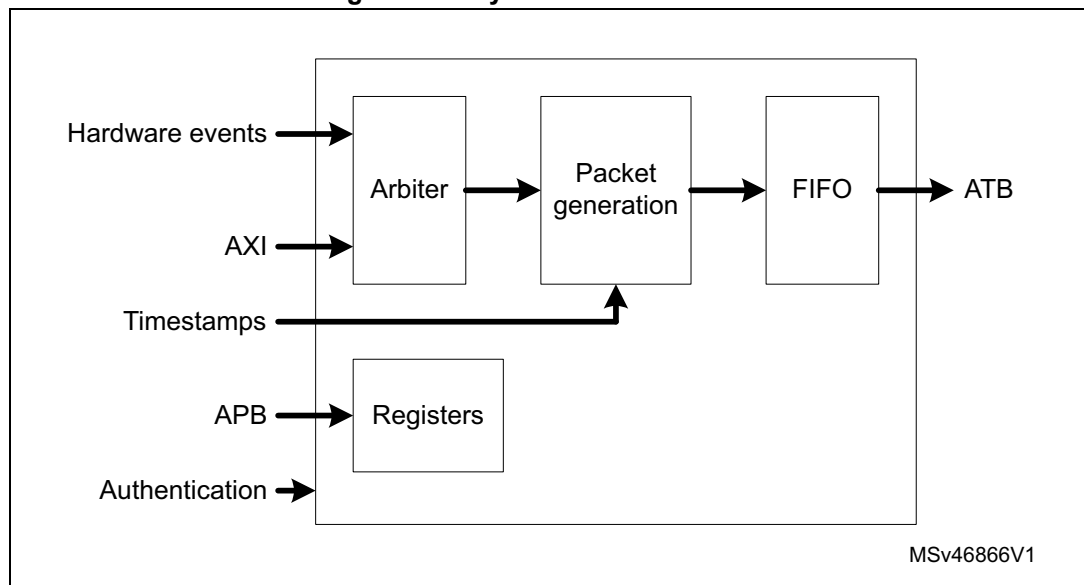 Hardware events
Arbiter
Packet
generation
FIFO
ATB
AXI
Timestamps
APB
Registers
Authentication
MSv46866V1